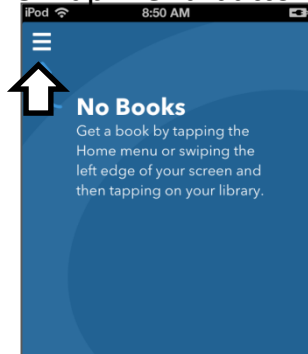 iPod 8:50 AM
No Books
Get a book by tapping the
Home menu or swiping the
left edge of your screen and
then tapping on your library.